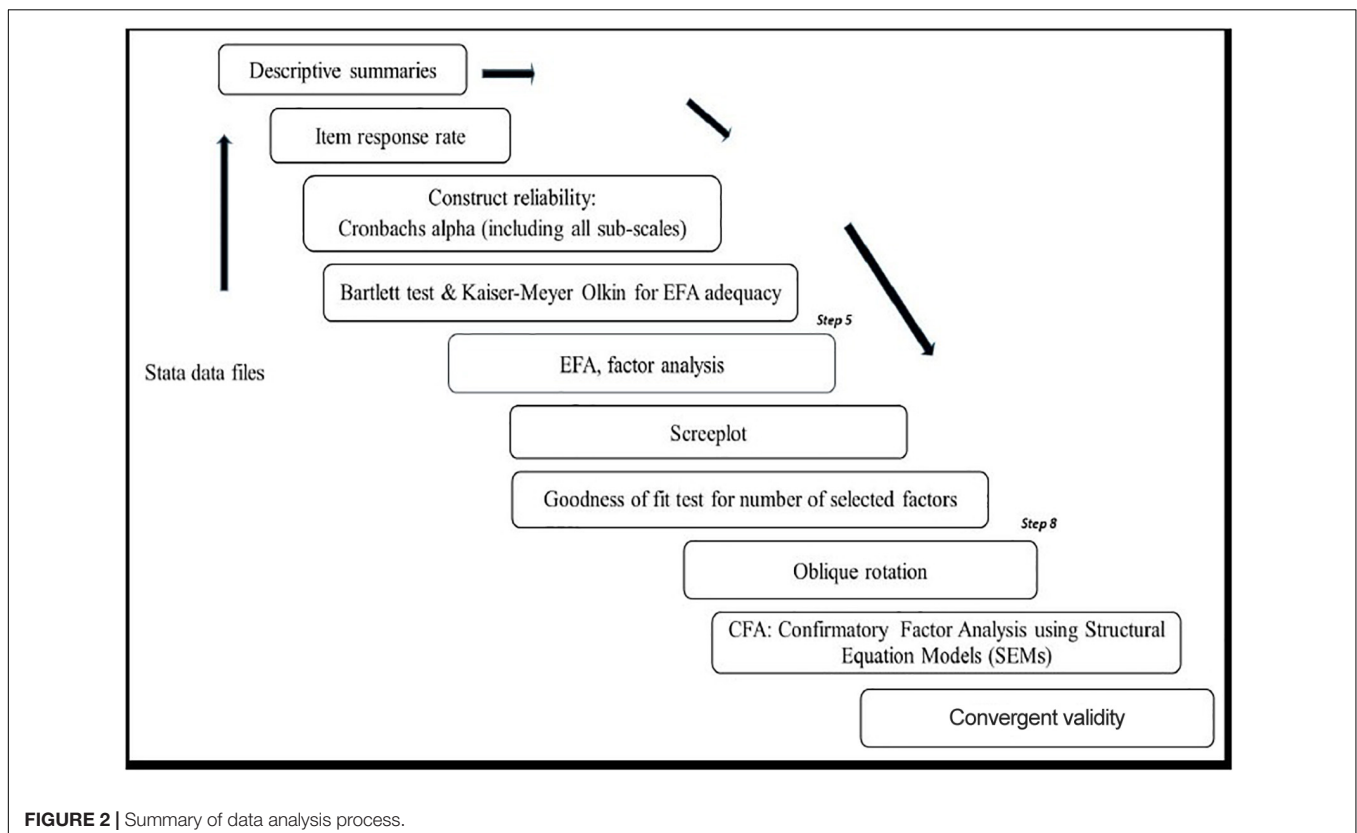 Descriptive summaries
Item response rate
Construct reliability:
Cronbachs alpha (including all sub-scales)
Bartlett test & Kaiser-Meyer Olkin for EFA adequacy
Step 5
EFA, factor analysis
Stata data files
Screeplot
Goodness of fit test for number of selected factors
Step 8
Oblique rotation
CFA: Confirmatory Factor Analysis using Structural
Equation Models (SEMs)
Convergent validity
FIGURE 2 | Summary of data analysis process.